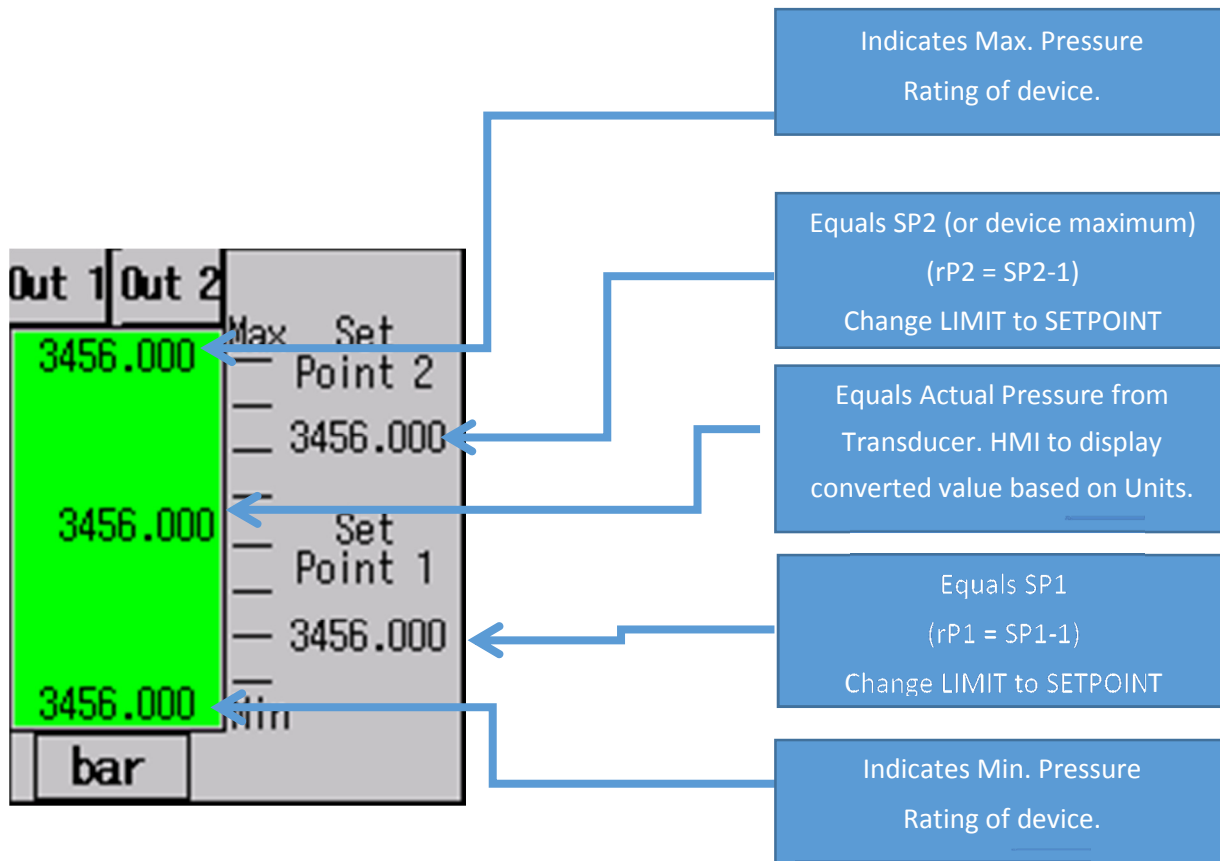 Out 1 Out 2
Max
3456.000
Set
Point 2
3456.000
3456.000
Set
Point 1
3456.000
3456.000
Min
bar
Indicates Max. Pressure
Rating of device.
Equals SP2 (or device maximum)
(rP2 = SP2-1)
Change LIMIT to SETPOINT
Equals Actual Pressure from
Transducer. HMI to display
converted value based on Units.
Equals SP1
(rP1 = SP1-1)
Change LIMIT to SETPOINT
Indicates Min. Pressure
Rating of device.